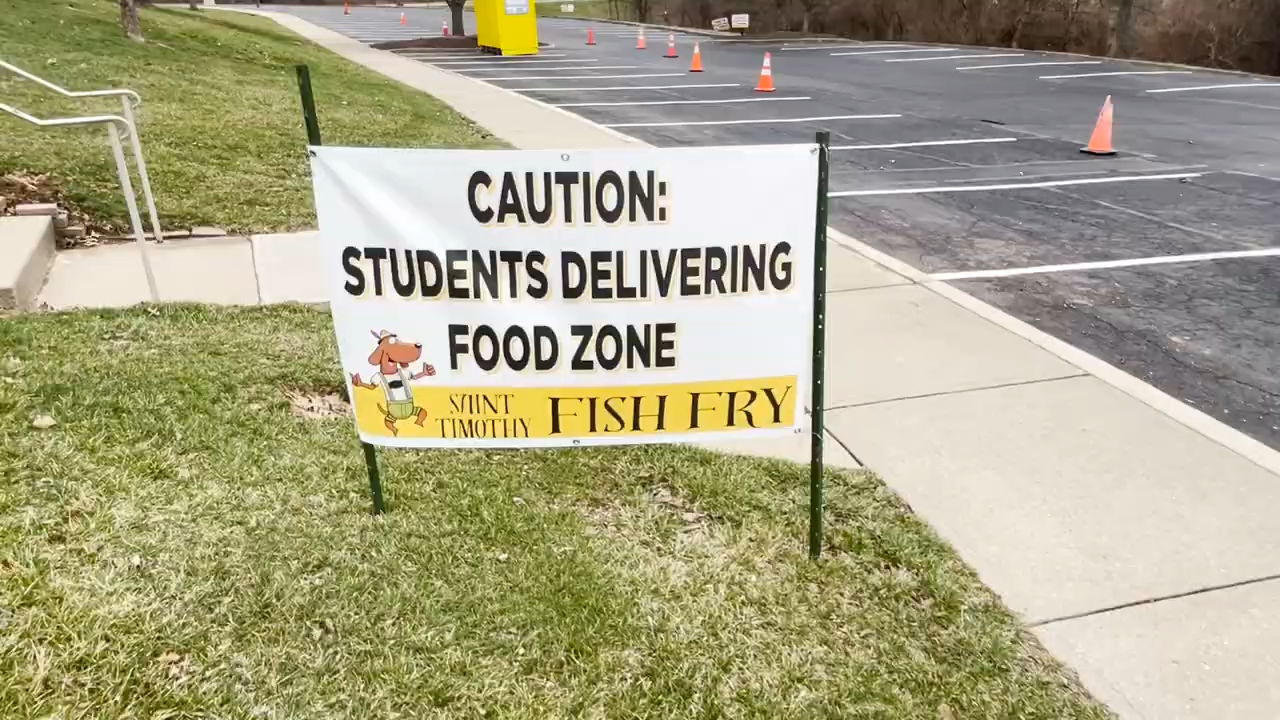 CAUTION:
STUDENTS DELIVERING
FOOD ZONE
SAINT
TIMOTHY
FISH FRY